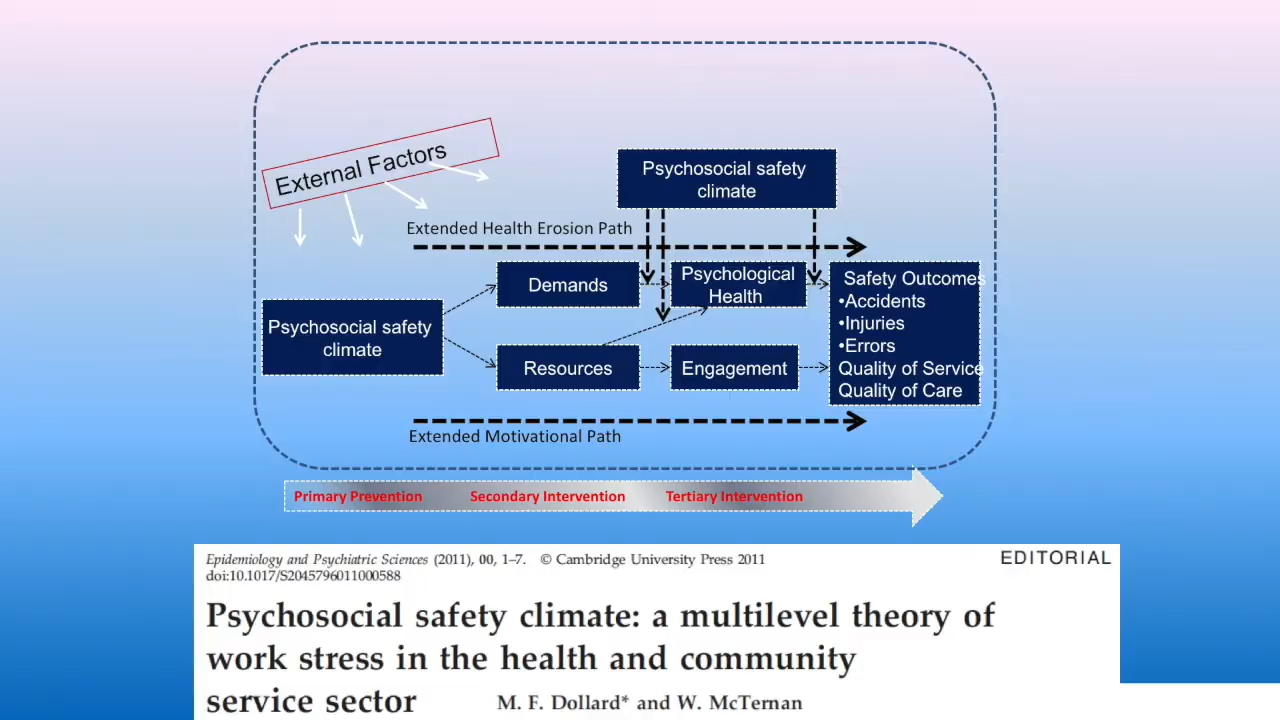 External Factors
Psychosocial safety
climate
Extended Health Erosion Path
Demands
Psychological
Health
Safety Outcomes
•Accidents
•Injuries
•Errors
Quality of Service
Quality of Care
Psychosocial safety
climate
Resources
Engagement
Extended Motivational Path
Primary Prevention
Secondary Intervention
Tertiary Intervention
Epidemiology and Psychiatric Sciences (2011), 00, 1–7. © Cambridge University Press 2011
EDITORIAL
doi:10.1017/S2045796011000588
Psychosocial safety climate: a multilevel theory of
work stress in the health and community
service sector
M. F. Dollard* and W. McTernan